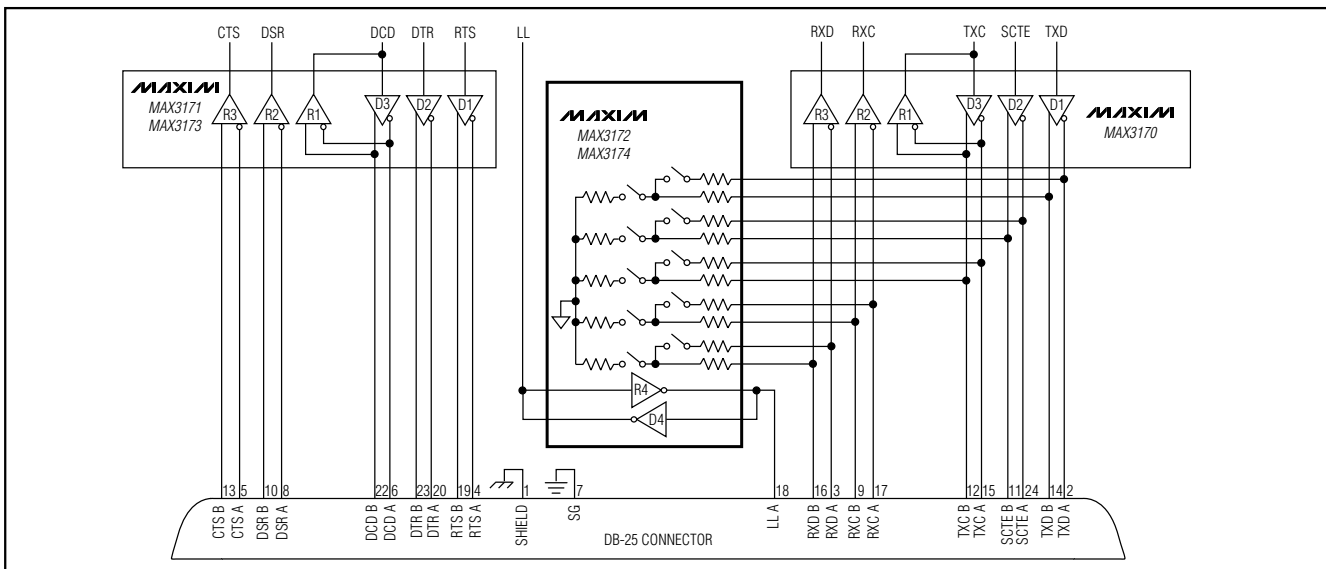 CTS DSR DCD DTR RTS LL RXD RXC TXC SCTE TXD
MAXIM
MAX3171
MAX3173
R3 R2 R1 D3 D2 D1
MAXIM
MAX3172
MAX3174
R3 R2 R1 D3 D2 D1
MAXIM
MAX3170
R4
D4
13 5 10 8 22 6 23 20 19 4 1 7 18 16 3 9 17 12 15 11 24 14 2
CTS B
CTS A
DSR B
DSR A
DCD B
DCD A
DTR B
DTR A
RTS B
RTS A
SHIELD
SG
LL A
RXD B
RXD A
RXC B
RXC A
TXC B
TXC A
SCTE B
SCTE A
TXD B
TXD A
DB-25 CONNECTOR